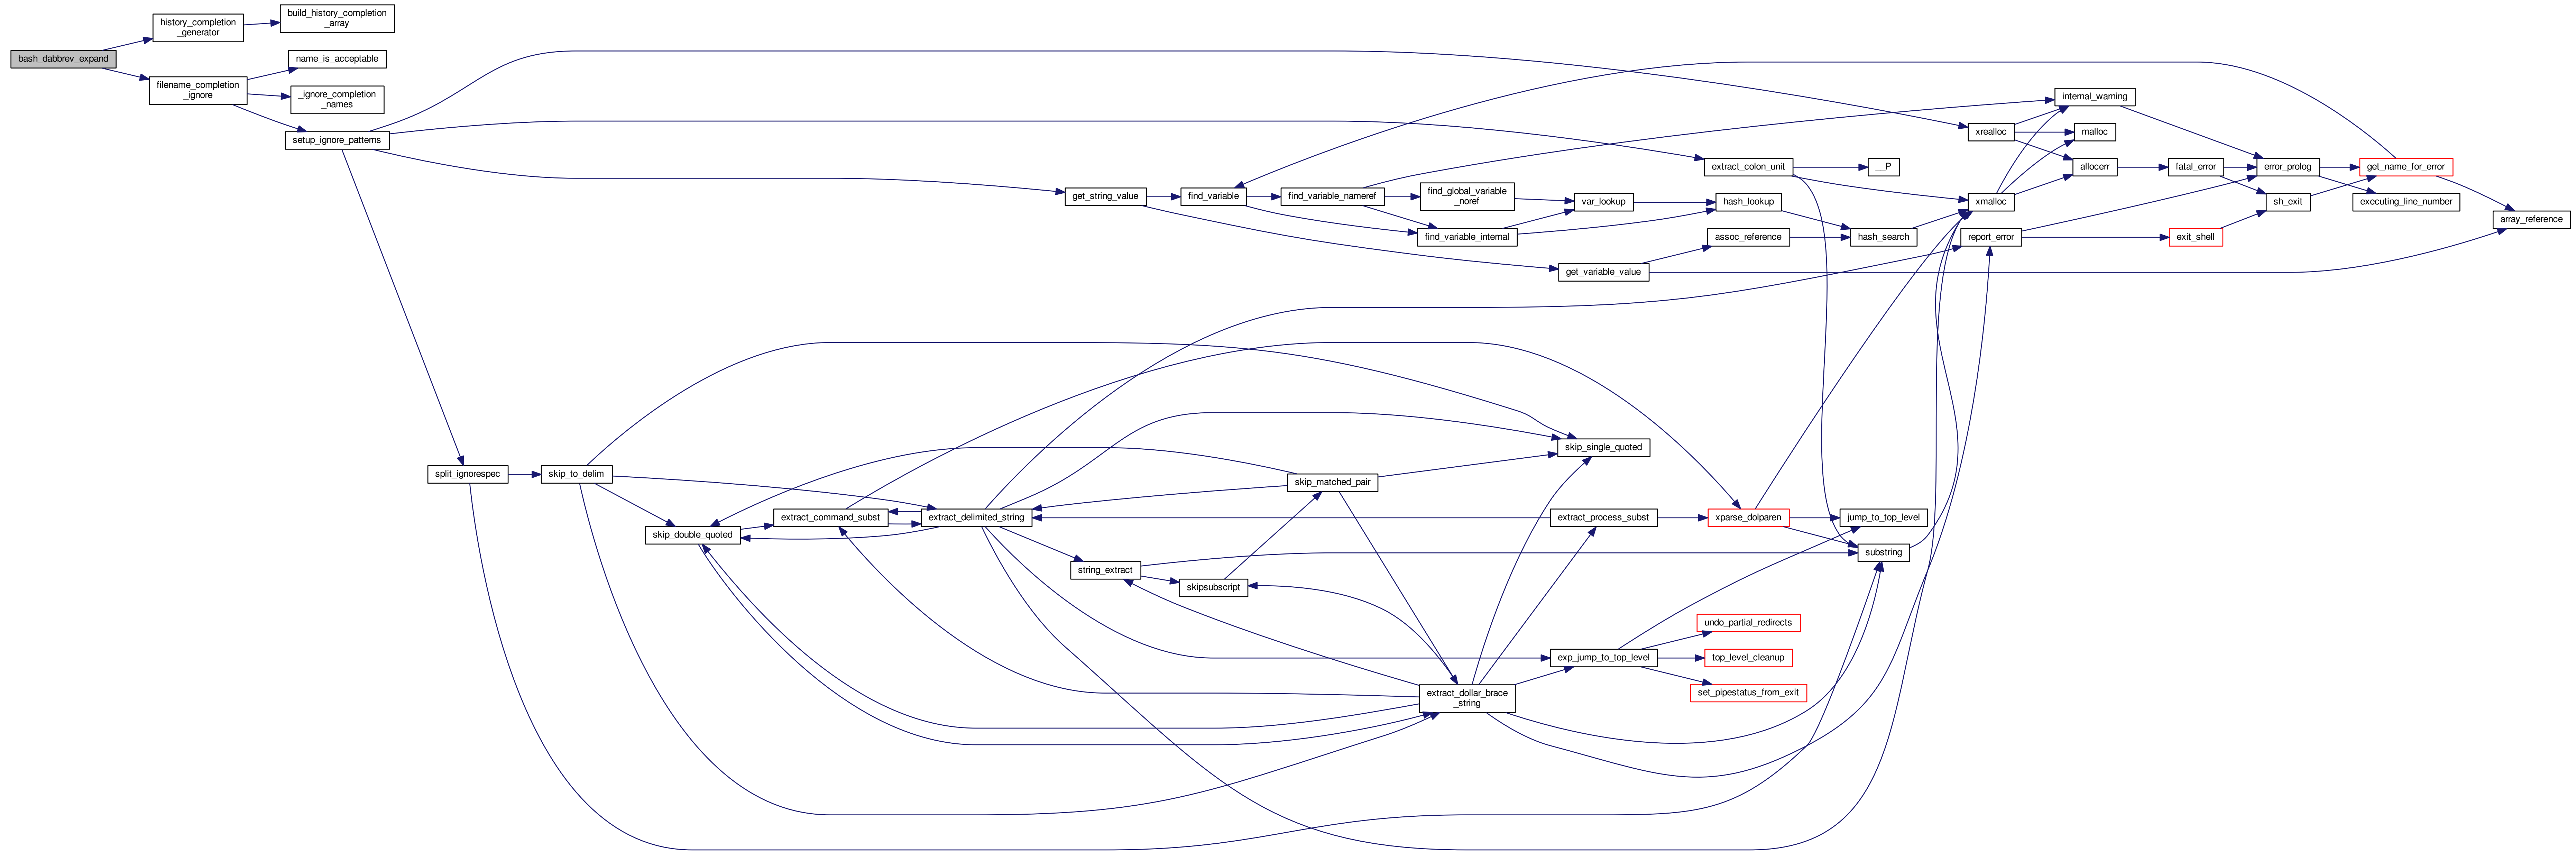 bash_dabbrev_expand
history_completion
_generator
build_history_completion
_array
filename_completion
_ignore
name_is_acceptable
_ignore_completion
_names
setup_ignore_patterns
get_string_value
find_variable
find_variable_nameref
find_global_variable
_noref
find_variable_internal
var_lookup
extract_colon_unit
__P
hash_lookup
assoc_reference
hash_search
get_variable_value
internal_warning
xrealloc
malloc
allocerr
xmalloc
report_error
fatal_error
error_prolog
get_name_for_error
sh_exit
executing_line_number
exit_shell
array_reference
split_ignorespec
skip_to_delim
skip_double_quoted
extract_command_subst
extract_delimited_string
string_extract
skipsubscript
skip_matched_pair
skip_single_quoted
extract_process_subst
xparse_dolparen
jump_to_top_level
substring
extract_dollar_brace
_string
exp_jump_to_top_level
undo_partial_redirects
top_level_cleanup
set_pipestatus_from_exit